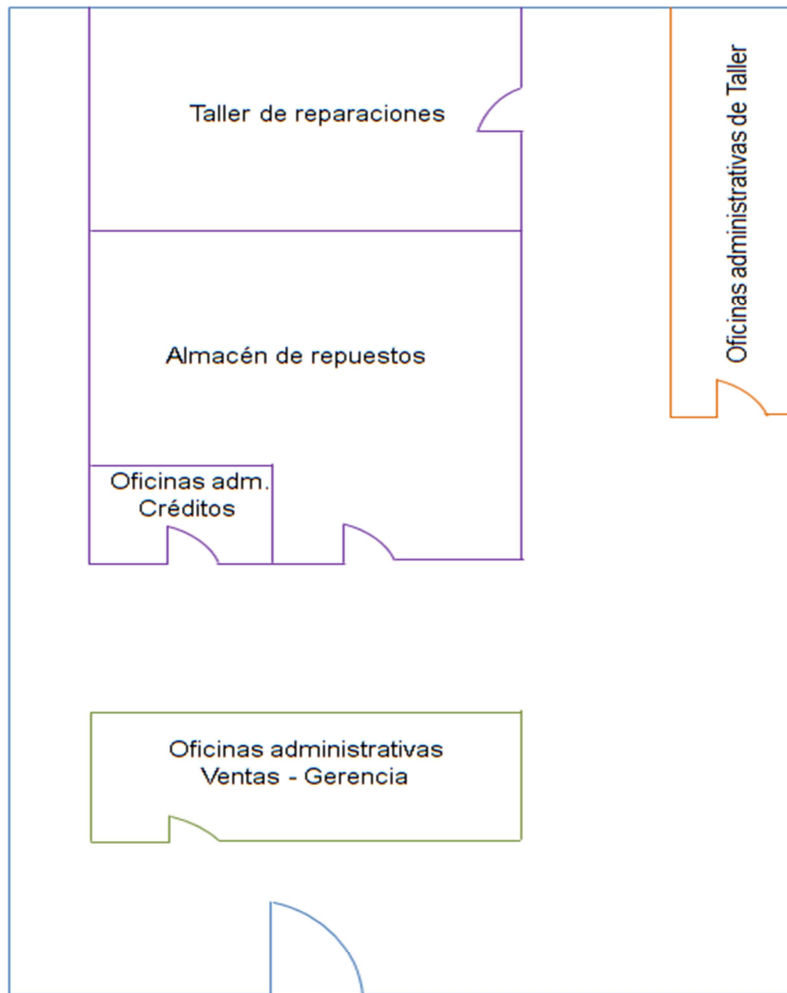 Taller de reparaciones
Oficinas administrativas de Taller
Almacén de repuestos
Oficinas adm.
Créditos
Oficinas administrativas
Ventas - Gerencia